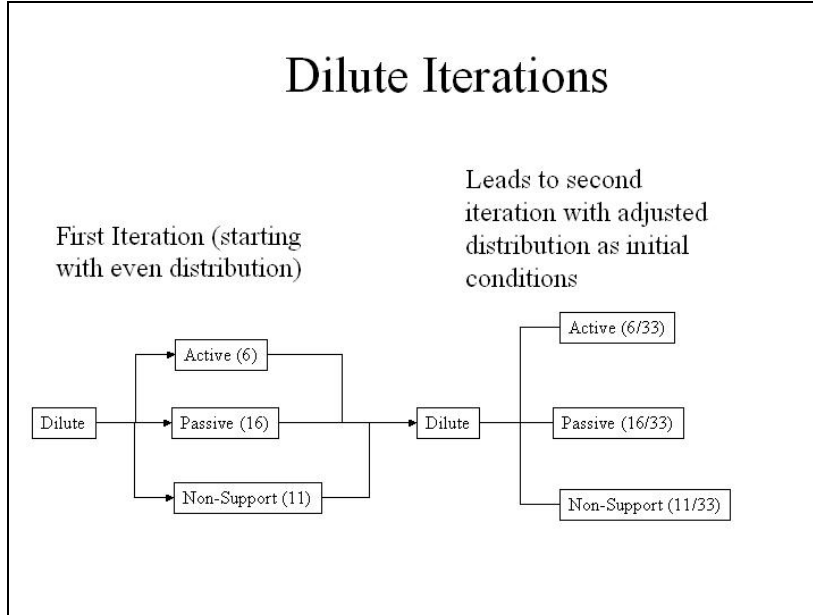 Dilute Iterations
First Iteration (starting
with even distribution)
Leads to second
iteration with adjusted
distribution as initial
conditions
Dilute
Active (6)
Passive (16)
Non-Support (11)
Dilute
Active (6/33)
Passive (16/33)
Non-Support (11/33)